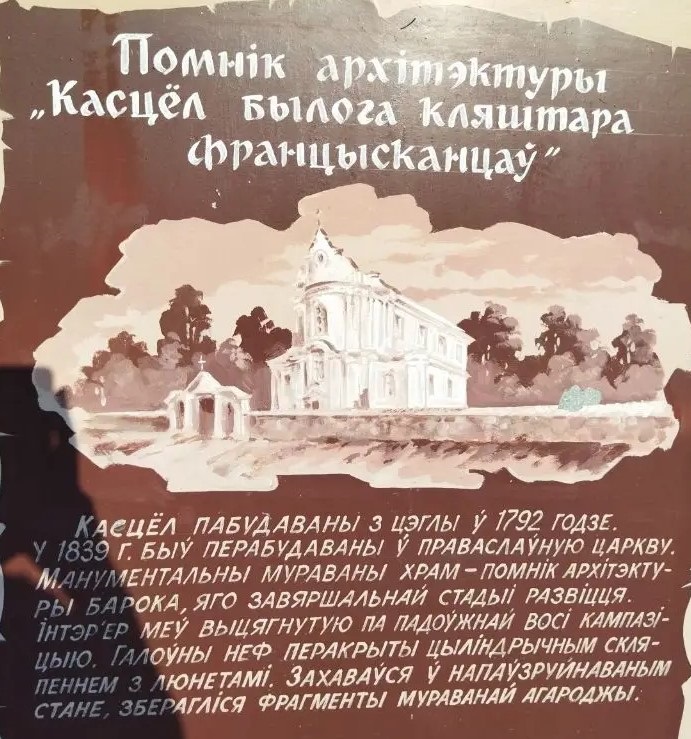 Помнік архітэктуры
„Касцёл былога кляштара
францысканцаў”
Касцёл пабудаваны з цэглы ў 1792 годзе.
У 1839 г. быў перабудаваны ў праваслаўную царкву.
Манументальны мураваны храм – помнік архітэкту-
ры барока, яго завяршальнай стадыі развіцця.
Інтэр'ер меў выцягнутую па падоўжнай восі кампазі-
цыю. Галоўны неф перакрыты цыліндрычным скля-
пеннем з люнетамі. Захаваўся ў напаўзруйнаваным
стане, зберагліся фрагменты мураванай агароджы.